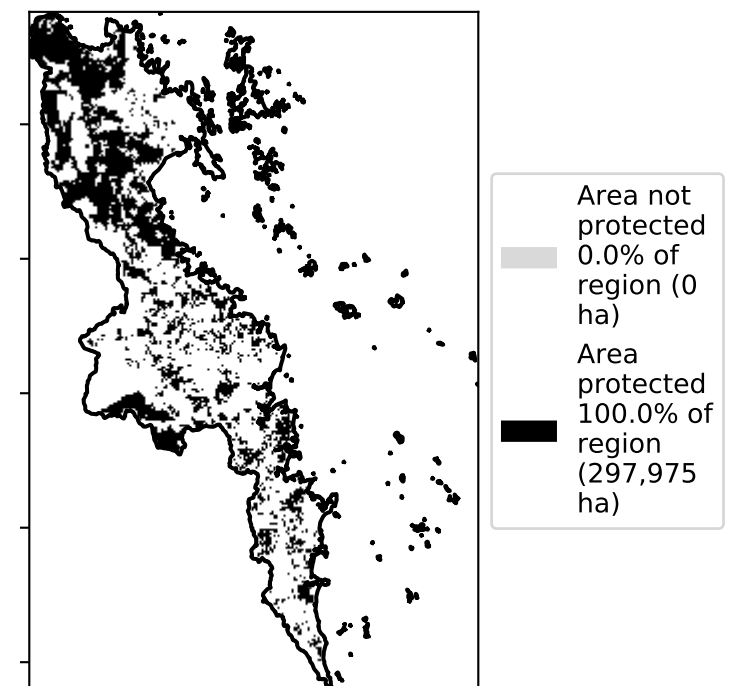 Area not
protected
0.0% of
region (0
ha)
Area
protected
100.0% of
region
(297,975
ha)